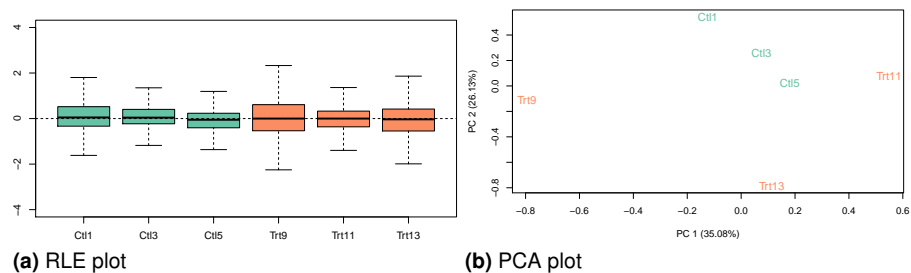 4
2
0
−2
−4
Ctl1
Ctl3
Ctl5
Trt9
Trt11
Trt13
(a) RLE plot
PC 2 (26.13%)
0.4
0.2
0.0
−0.4
−0.8
Ctl1
Ctl3
Ctl5
Trt11
Trt9
Trt13
−0.8
−0.6
−0.4
−0.2
0.0
0.2
0.4
0.6
PC 1 (35.08%)
(b) PCA plot